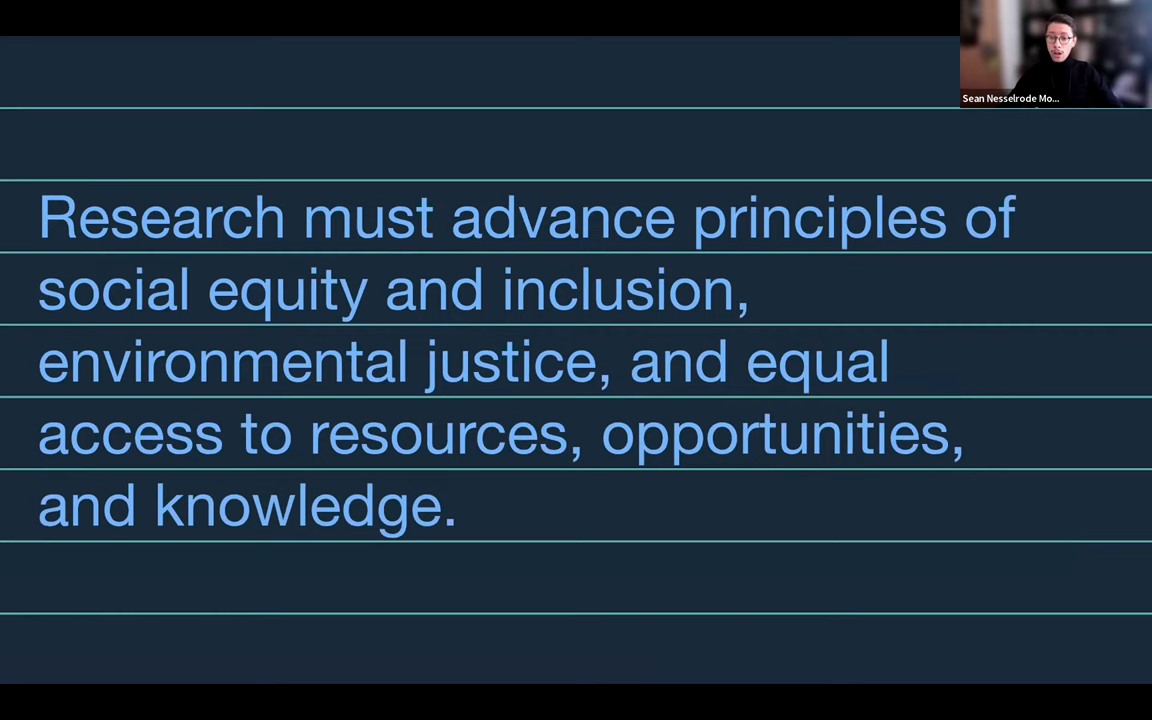 Sean Nesselrode Mo...
Research must advance principles of
social equity and inclusion,
environmental justice, and equal
access to resources, opportunities,
and knowledge.